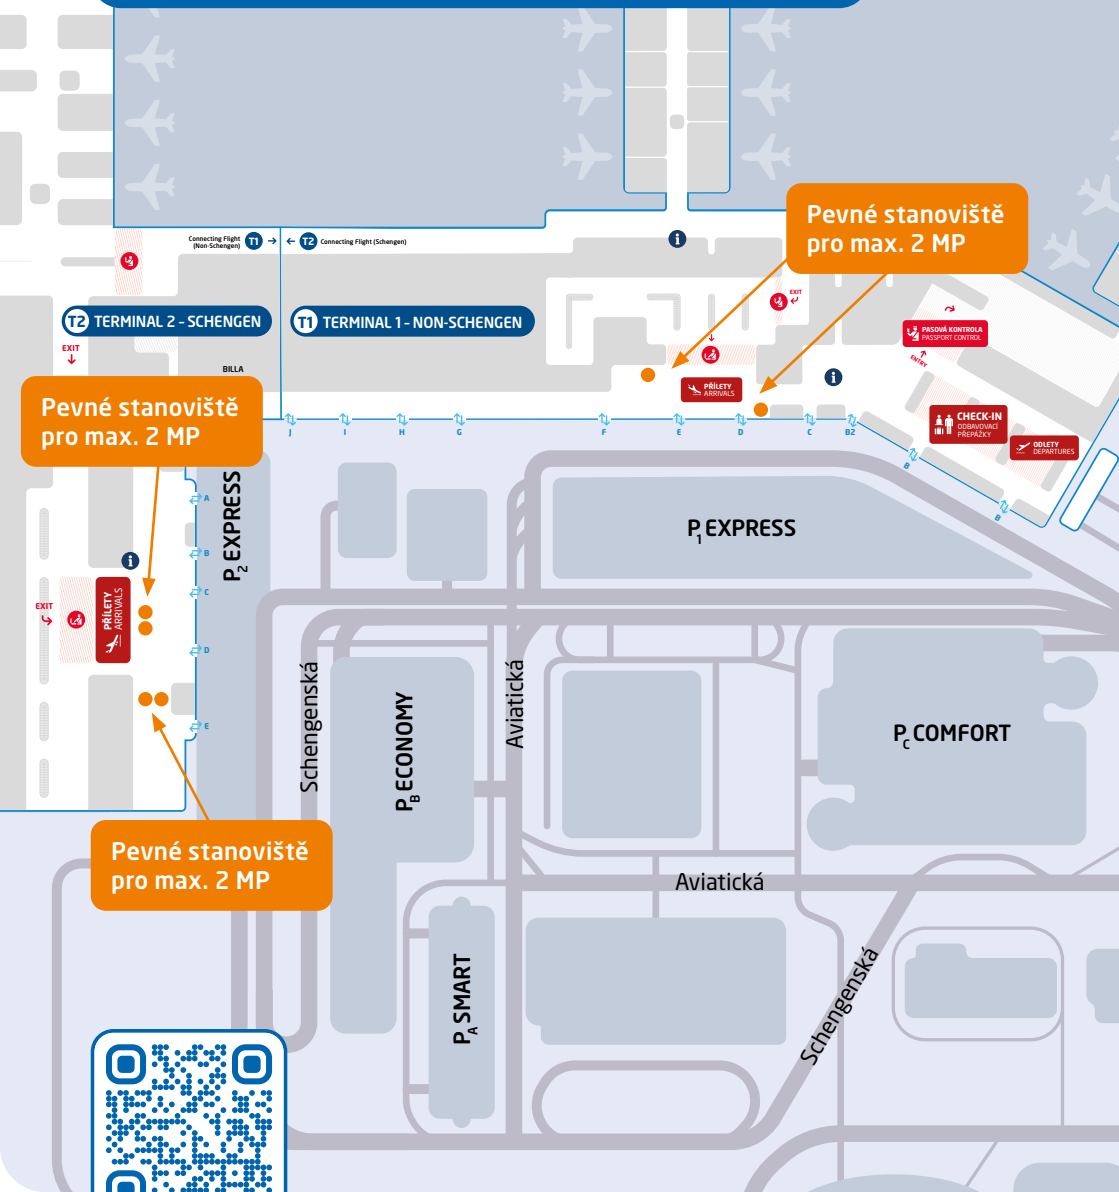 Pevné stanoviště
pro max. 2 MP
Connecting Flight
(Non-Schengen)
T1
T2
Connecting Flight (Schengen)
i
EXIT
T2 TERMINAL 2 – SCHENGEN
T1 TERMINAL 1 – NON-SCHENGEN
PASOVÁ KONTROLA
PASSPORT CONTROL
ENTRY
EXIT
BILLA
i
PŘÍLETY
ARRIVALS
Pevné stanoviště
pro max. 2 MP
CHECK-IN
ODBAVOVACÍ
PŘEPÁŽKY
ODLETY
DEPARTURES
J
I
H
G
F
E
D
C
B2
B
B
P2 EXPRESS
P1 EXPRESS
A
B
C
D
E
i
EXIT
PŘÍLETY
ARRIVALS
Schengenská
PB ECONOMY
Aviatická
PC COMFORT
Pevné stanoviště
pro max. 2 MP
Aviatická
PA SMART
Schengenská